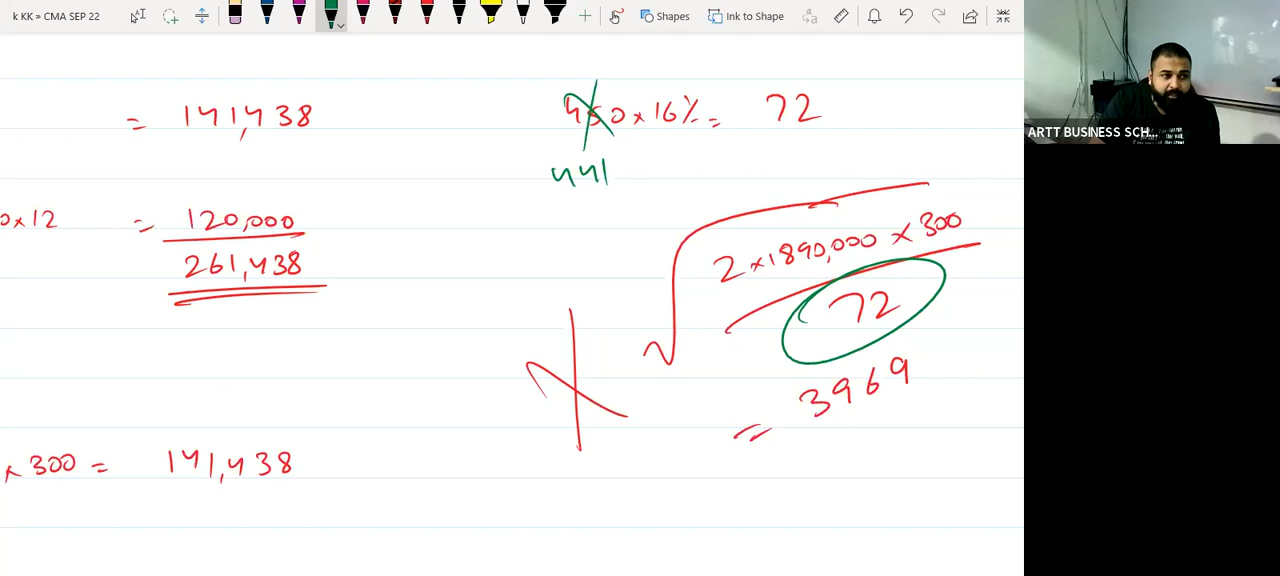 k KK » CMA SEP 22
Shapes
Ink to Shape
ARTT BUSINESS SCH...
= 141,438
450 × 16% = 72
441
0 × 12 = 120,000
261,438
2 × 1890,000 × 300
72
= 3969
× 300 = 141,438